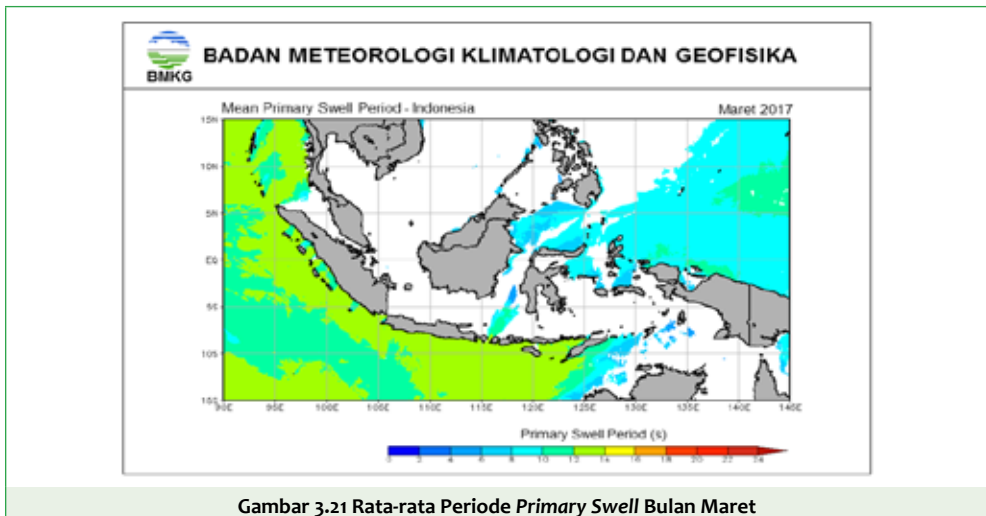 BADAN METEOROLOGI KLIMATOLOGI DAN GEOFISIKA
BMKG
Mean Primary Swell Period - Indonesia Maret 2017
15N
10N
5N
EQ
5S
10S
15S
90E 95E 100E 105E 110E 115E 120E 125E 130E 135E 140E 145E
Primary Swell Period (s)
0 2 4 6 8 10 12 14 16 18 20 22 24
Gambar 3.21 Rata-rata Periode Primary Swell Bulan Maret